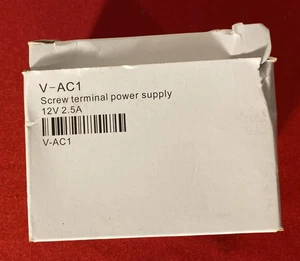 V-AC1
Screw terminal power supply
12V 2.5A
V-AC1